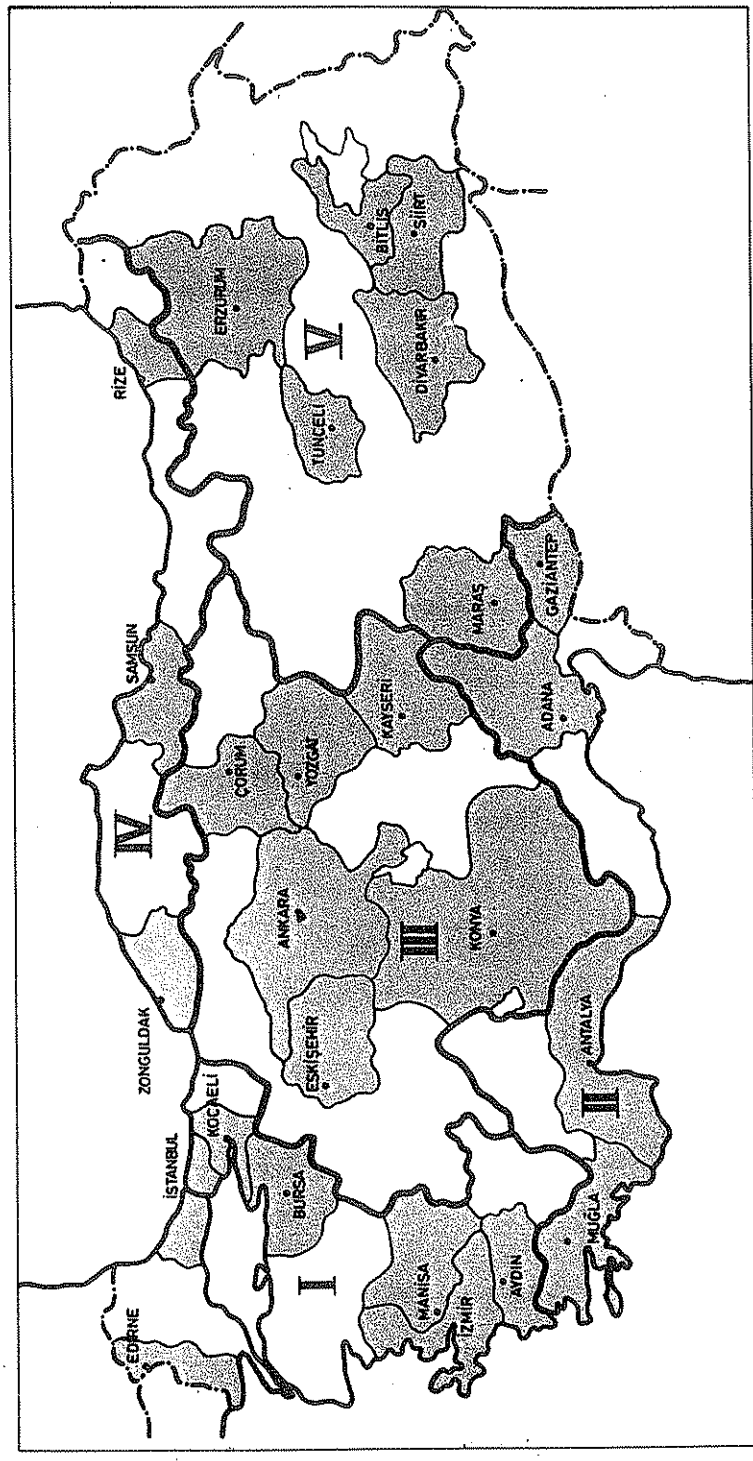 EDİRNE
İSTANBUL
KOCAELİ
BURSA
I
MANİSA
İZMİR
AYDIN
MUĞLA
II
ANTALYA
ZONGULDAK
IV
SAMSUN
ESKİŞEHİR
ANKARA
III
KONYA
ÇORUM
YOZGAT
KAYSERİ
ADANA
MARAŞ
GAZİANTEP
RİZE
ERZURUM
V
TUNCELİ
DİYARBAKIR
BİTLİS
SİİRT